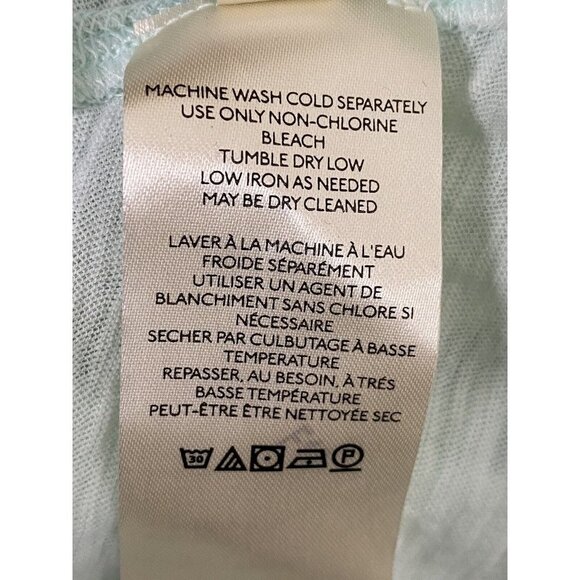 MACHINE WASH COLD SEPARATELY
USE ONLY NON-CHLORINE
BLEACH
TUMBLE DRY LOW
LOW IRON AS NEEDED
MAY BE DRY CLEANED
LAVER À LA MACHINE À L'EAU
FROIDE SÉPARÉMENT
UTILISER UN AGENT DE
BLANCHIMENT SANS CHLORE SI
NÉCESSAIRE
SECHER PAR CULBUTAGE À BASSE
TEMPERATURE
REPASSER, AU BESOIN, À TRÉS
BASSE TEMPÉRATURE
PEUT-ÊTRE ÊTRE NETTOYÉE SEC
30 P